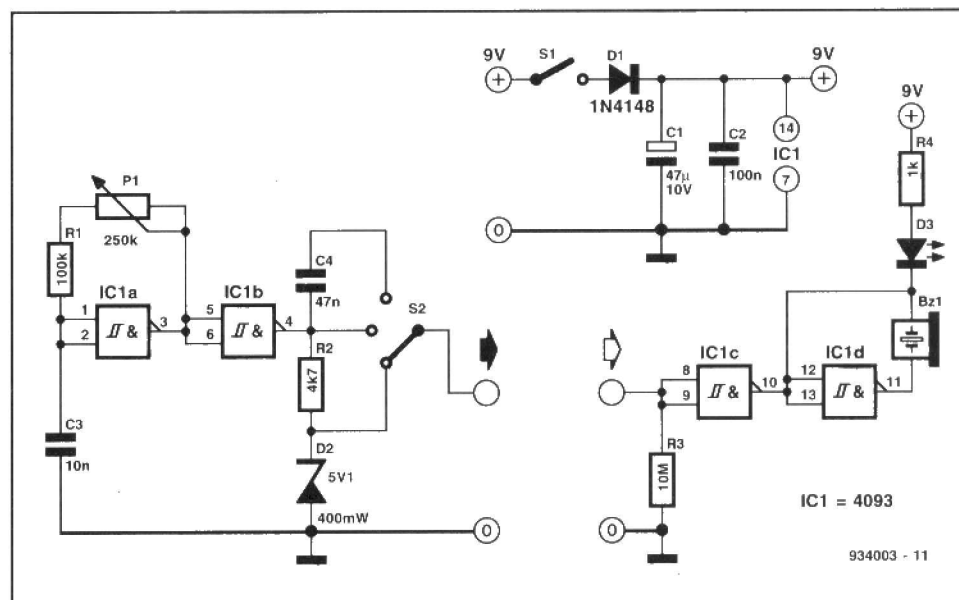 9V
S1
D1
9V
+
+
1N4148
C1
47µ
10V
C2
100n
14
IC1
7
0
9V
+
R4
1k
D3
Bz1
P1
250k
R1
100k
IC1a
1
2
&
3
IC1b
5
6
&
4
C4
47n
S2
R2
4k7
C3
10n
D2
5V1
400mW
0
IC1c
8
9
&
10
IC1d
12
13
&
11
R3
10M
0
IC1 = 4093
934003 - 11